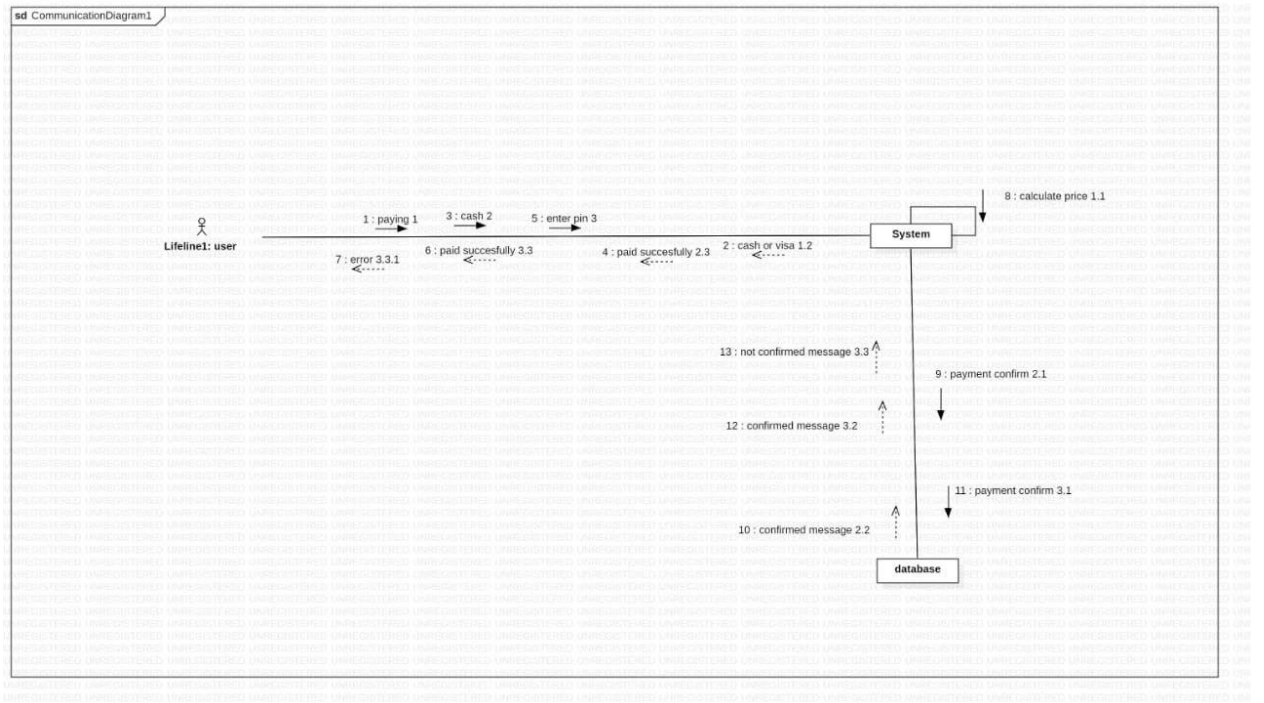 sd CommunicationDiagram1
8 : calculate price 1.1
1 : paying 1
3 : cash 2
5 : enter pin 3
System
Lifeline1: user
7 : error 3.3.1
6 : paid succesfully 3.3
4 : paid succesfully 2.3
2 : cash or visa 1.2
13 : not confirmed message 3.3
9 : payment confirm 2.1
12 : confirmed message 3.2
11 : payment confirm 3.1
10 : confirmed message 2.2
database